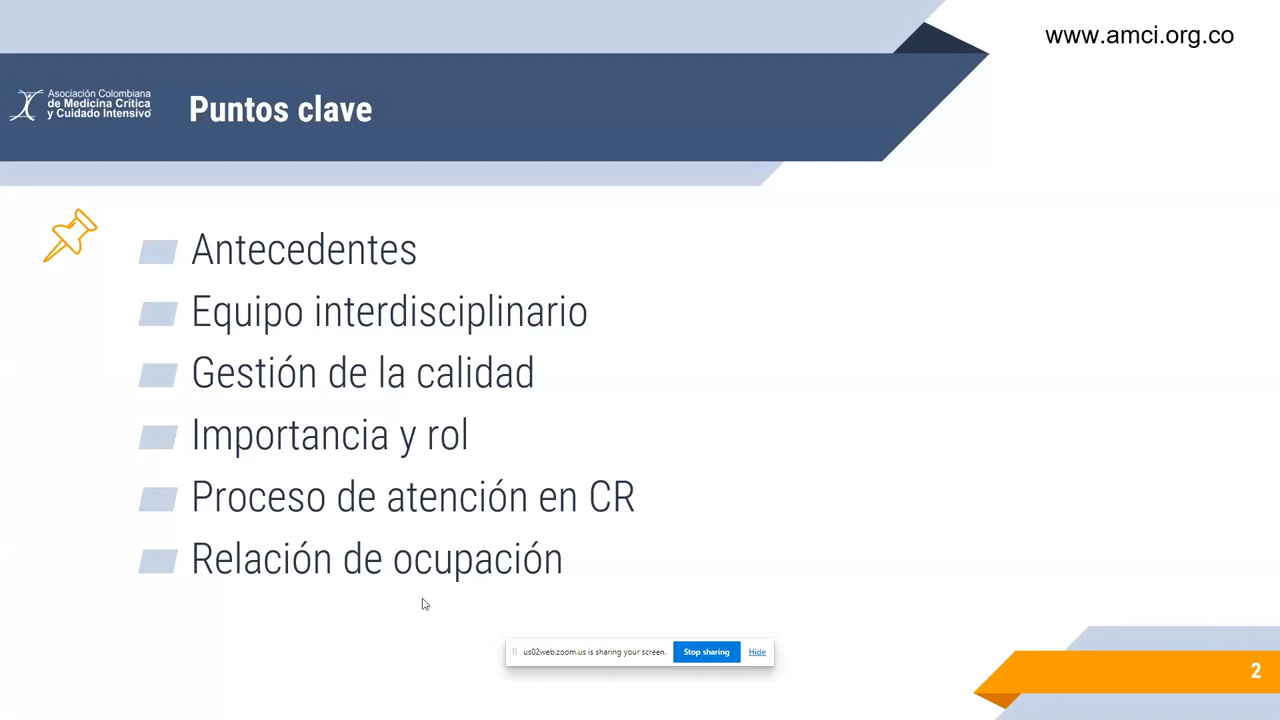 www.amci.org.co
Asociación Colombiana
de Medicina Crítica
y Cuidado Intensivo
Puntos clave
Antecedentes
Equipo interdisciplinario
Gestión de la calidad
Importancia y rol
Proceso de atención en CR
Relación de ocupación
us02web.zoom.us is sharing your screen.
Stop sharing
Hide
2